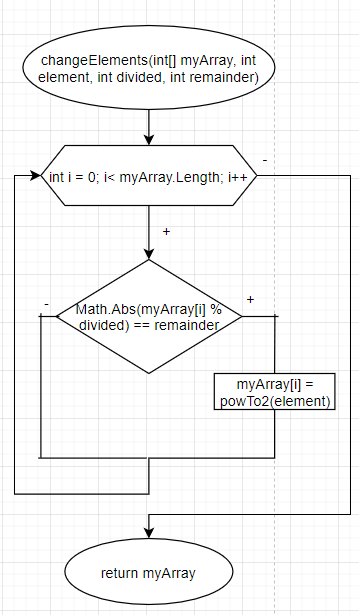 changeElements(int[] myArray, int
element, int divided, int remainder)
-
int i = 0; i< myArray.Length; i++
+
-
+
Math.Abs(myArray[i] %
divided) == remainder
myArray[i] =
powTo2(element)
return myArray